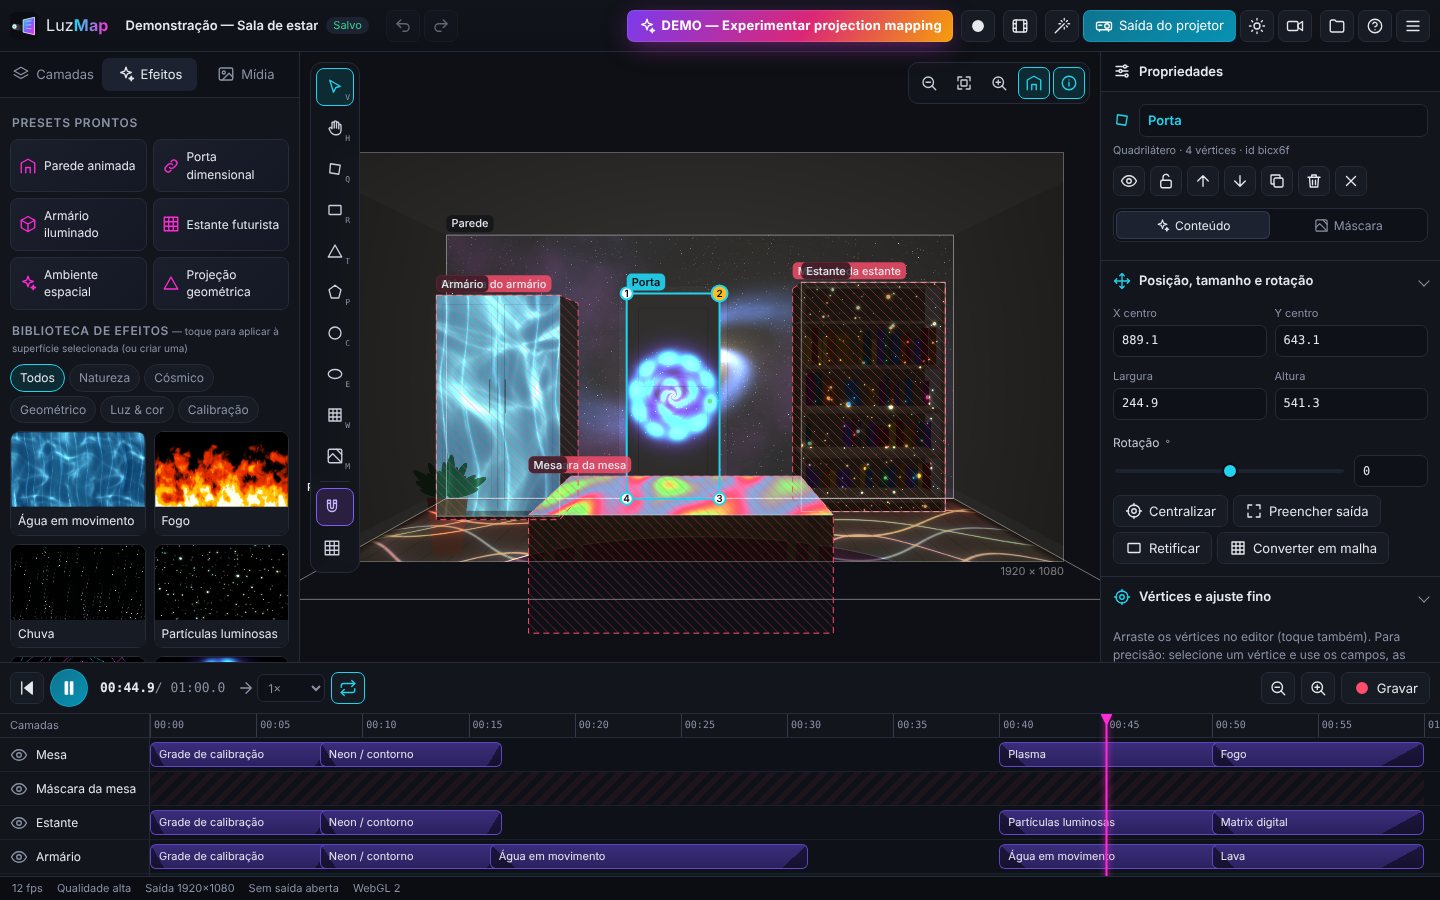 LuzMap
Demonstração — Sala de estar
Salvo
DEMO — Experimentar projection mapping
Saída do projetor
Camadas
Efeitos
Mídia
PRESETS PRONTOS
Parede animada
Porta
dimensional
Armário
iluminado
Estante futurista
Ambiente
espacial
Projeção
geométrica
BIBLIOTECA DE EFEITOS — toque para aplicar à
superfície selecionada (ou criar uma)
Todos
Natureza
Cósmico
Geométrico
Luz & cor
Calibração
Água em movimento
Fogo
Chuva
Partículas luminosas
V
H
Q
R
T
P
C
E
W
M
Parede
Armário
do armário
Porta
1
2
3
4
Estante
la estante
Mesa
ra da mesa
1920 × 1080
Propriedades
Porta
Quadrilátero · 4 vértices · id bicx6f
Conteúdo
Máscara
Posição, tamanho e rotação
X centro
Y centro
889.1
643.1
Largura
Altura
244.9
541.3
Rotação °
0
Centralizar
Preencher saída
Retificar
Converter em malha
Vértices e ajuste fino
Arraste os vértices no editor (toque também). Para
precisão: selecione um vértice e use os campos, as
00:44.9 / 01:00.0
1×
Gravar
Camadas
00:00
00:05
00:10
00:15
00:20
00:25
00:30
00:35
00:40
00:45
00:50
00:55
01
Mesa
Grade de calibração
Neon / contorno
Plasma
Fogo
Máscara da mesa
Estante
Grade de calibração
Neon / contorno
Partículas luminosas
Matrix digital
Armário
Grade de calibração
Neon / contorno
Água em movimento
Água em movimento
Lava
12 fps
Qualidade alta
Saída 1920×1080
Sem saída aberta
WebGL 2